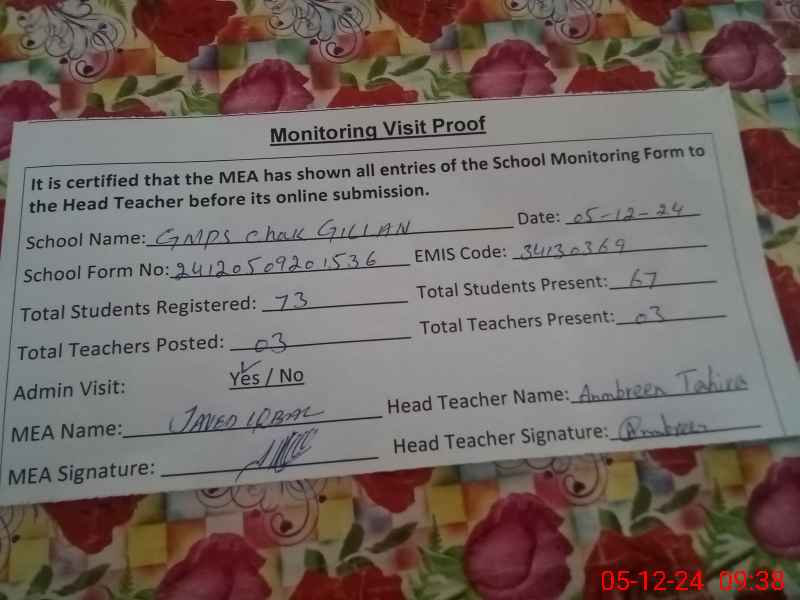 Monitoring Visit Proof
It is certified that the MEA has shown all entries of the School Monitoring Form to
the Head Teacher before its online submission.
School Name: GMPS Chak GILLAN Date: 05-12-24
School Form No: 24120509201536 EMIS Code: 34130369
Total Students Registered: 73 Total Students Present: 67
Total Teachers Posted: 03 Total Teachers Present: 03
Admin Visit: Yes / No
MEA Name: JAVED IQBAL Head Teacher Name: Ambreen Tahira
MEA Signature: Head Teacher Signature: Ambreen
05-12-24 09:38